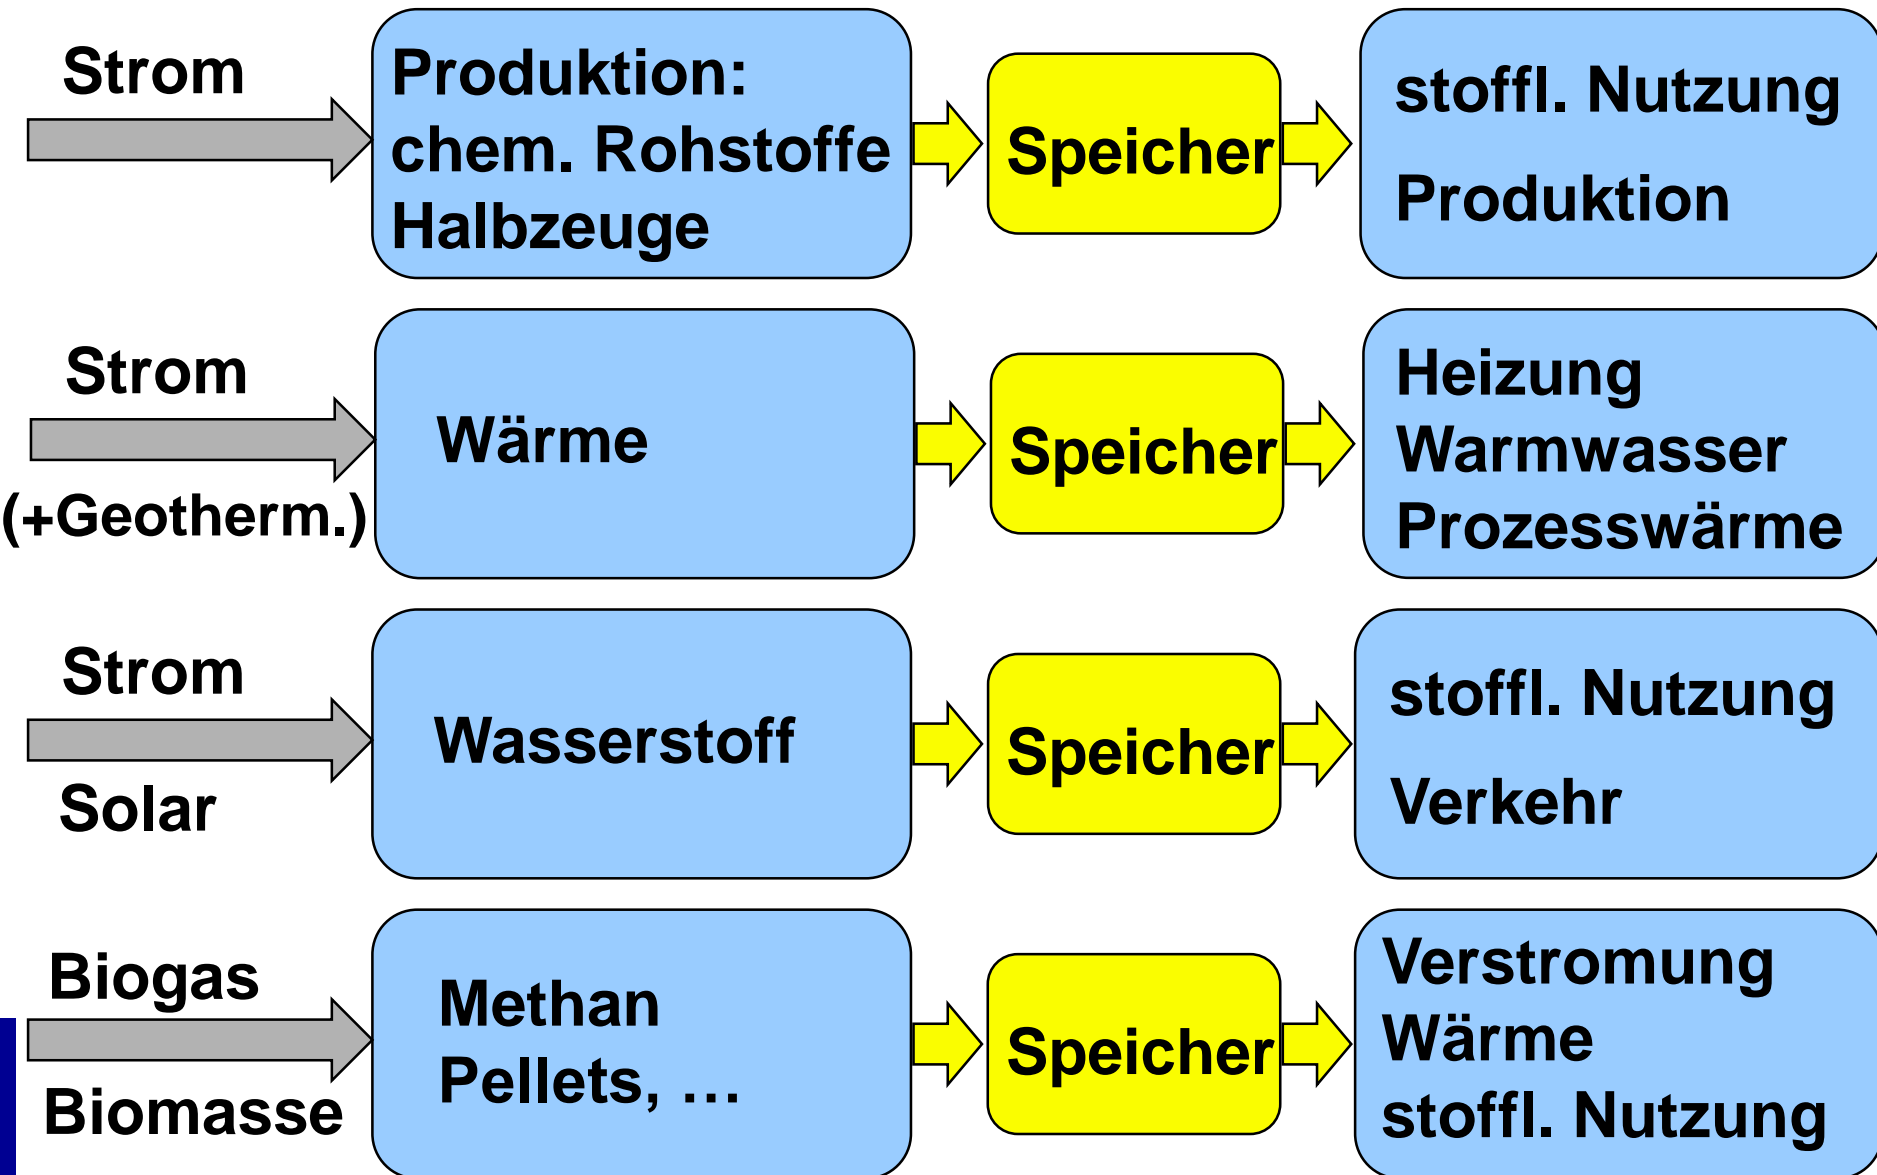 Strom
Produktion:
chem. Rohstoffe
Halbzeuge
Speicher
stoffl. Nutzung
Produktion
Strom
(+Geotherm.)
Wärme
Speicher
Heizung
Warmwasser
Prozesswärme
Strom
Solar
Wasserstoff
Speicher
stoffl. Nutzung
Verkehr
Biogas
Biomasse
Methan
Pellets, …
Speicher
Verstromung
Wärme
stoffl. Nutzung